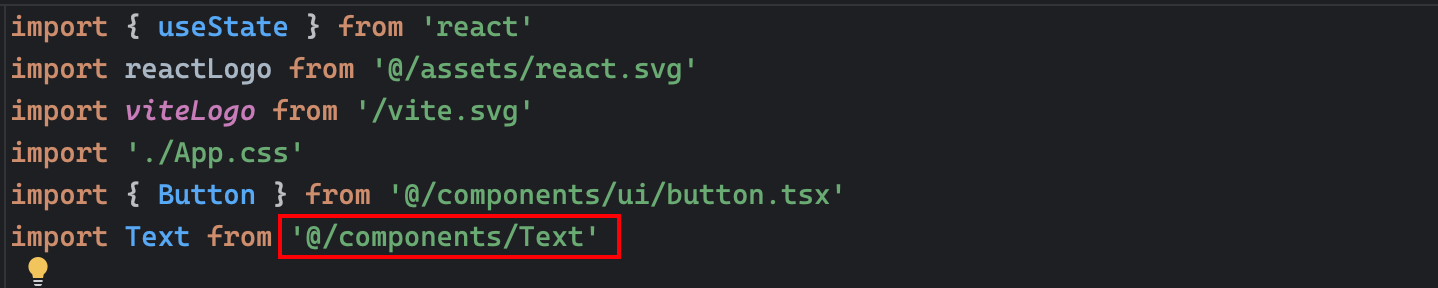 import { useState } from 'react'
import reactLogo from '@/assets/react.svg'
import viteLogo from '/vite.svg'
import './App.css'
import { Button } from '@/components/ui/button.tsx'
import Text from '@/components/Text'